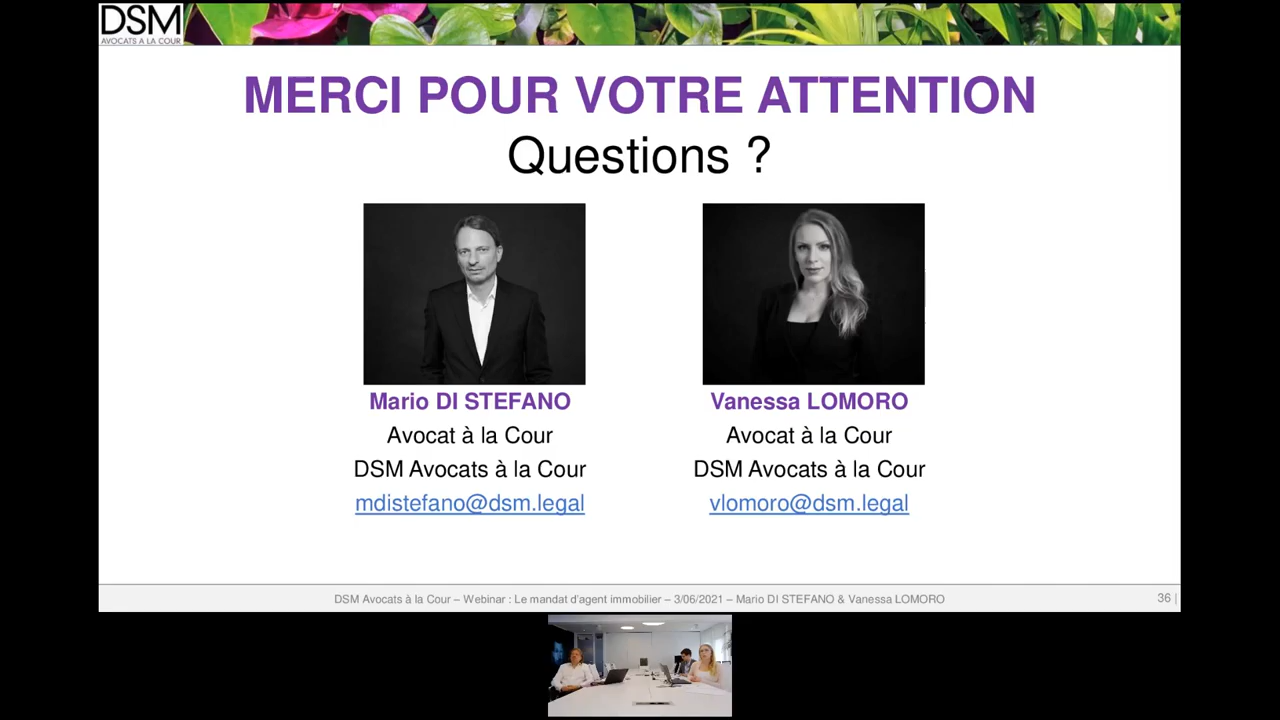 DSM
AVOCATS A LA COUR
MERCI POUR VOTRE ATTENTION
Questions ?
Mario DI STEFANO
Avocat à la Cour
DSM Avocats à la Cour
mdistefano@dsm.legal
Vanessa LOMORO
Avocat à la Cour
DSM Avocats à la Cour
vlomoro@dsm.legal
DSM Avocats à la Cour – Webinar : Le mandat d'agent immobilier – 3/06/2021 – Mario DI STEFANO & Vanessa LOMORO
36 |